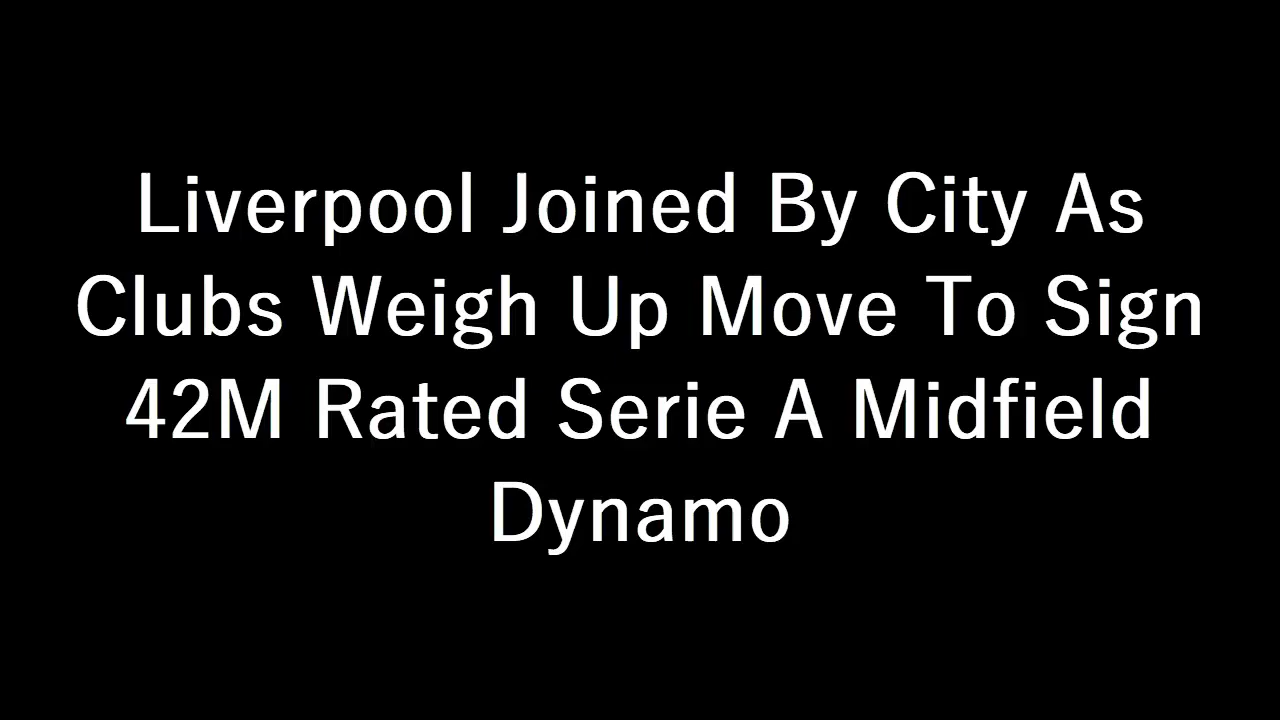 Liverpool Joined By City As
Clubs Weigh Up Move To Sign
42M Rated Serie A Midfield
Dynamo